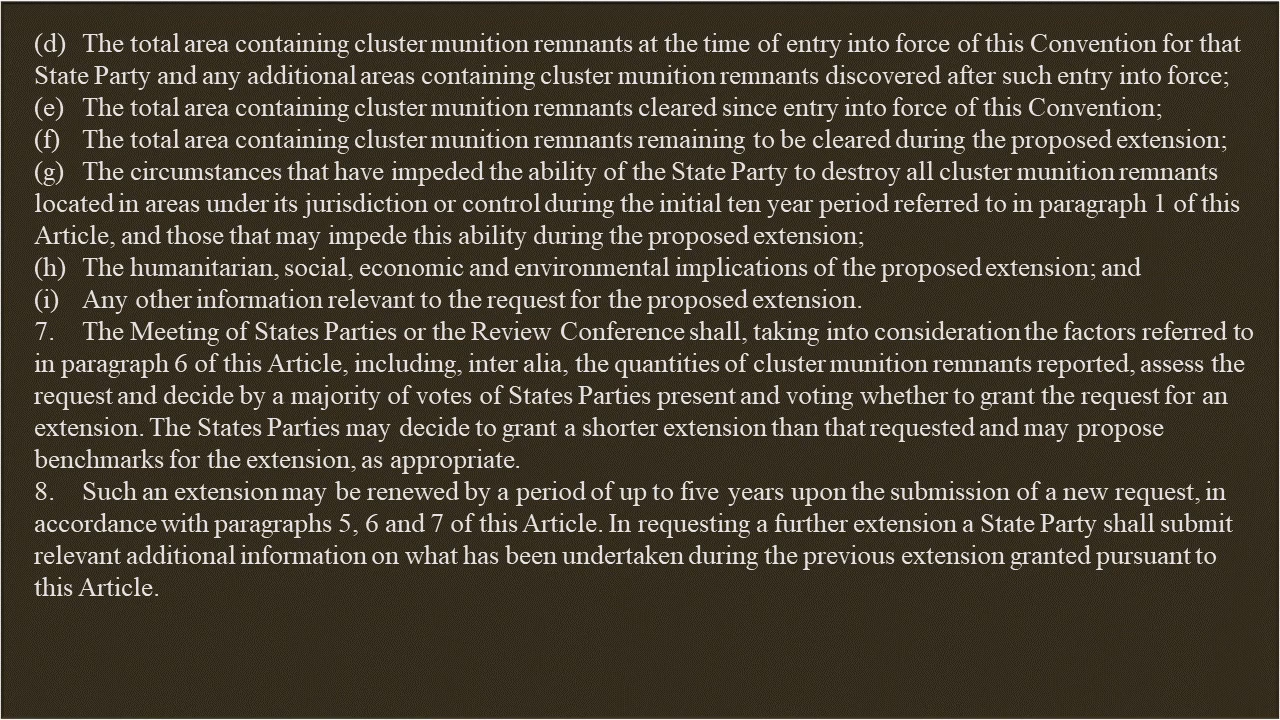 (d) The total area containing cluster munition remnants at the time of entry into force of this Convention for that
State Party and any additional areas containing cluster munition remnants discovered after such entry into force;
(e) The total area containing cluster munition remnants cleared since entry into force of this Convention;
(f) The total area containing cluster munition remnants remaining to be cleared during the proposed extension;
(g) The circumstances that have impeded the ability of the State Party to destroy all cluster munition remnants
located in areas under its jurisdiction or control during the initial ten year period referred to in paragraph 1 of this
Article, and those that may impede this ability during the proposed extension;
(h) The humanitarian, social, economic and environmental implications of the proposed extension; and
(i) Any other information relevant to the request for the proposed extension.
7. The Meeting of States Parties or the Review Conference shall, taking into consideration the factors referred to
in paragraph 6 of this Article, including, inter alia, the quantities of cluster munition remnants reported, assess the
request and decide by a majority of votes of States Parties present and voting whether to grant the request for an
extension. The States Parties may decide to grant a shorter extension than that requested and may propose
benchmarks for the extension, as appropriate.
8. Such an extension may be renewed by a period of up to five years upon the submission of a new request, in
accordance with paragraphs 5, 6 and 7 of this Article. In requesting a further extension a State Party shall submit
relevant additional information on what has been undertaken during the previous extension granted pursuant to
this Article.